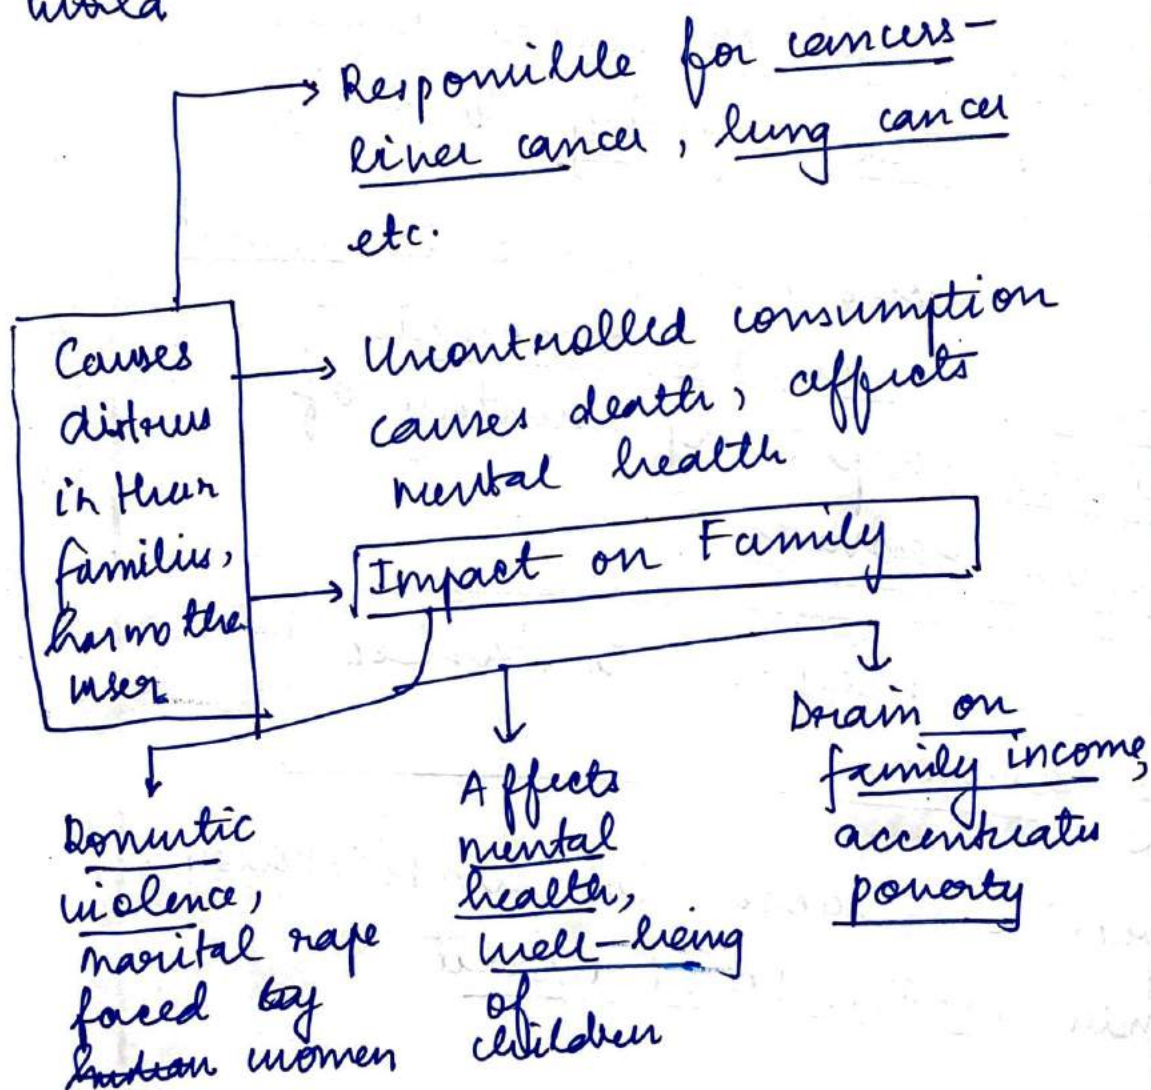 world
Responsible for cancers-
liver cancer, lung cancer
etc.
Causes
distress
in their
families,
harms the
user
Uncontrolled consumption
causes death, affects
mental health
Impact on Family
Domestic
violence,
marital rape
faced by
women
Affects
mental
health,
well-being
of
children
Drain on
family income,
accentuates
poverty